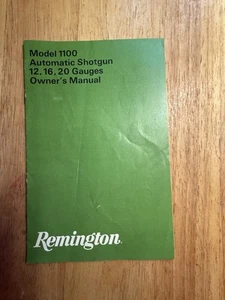 Model 1100
Automatic Shotgun
12, 16, 20 Gauges
Owner's Manual
Remington